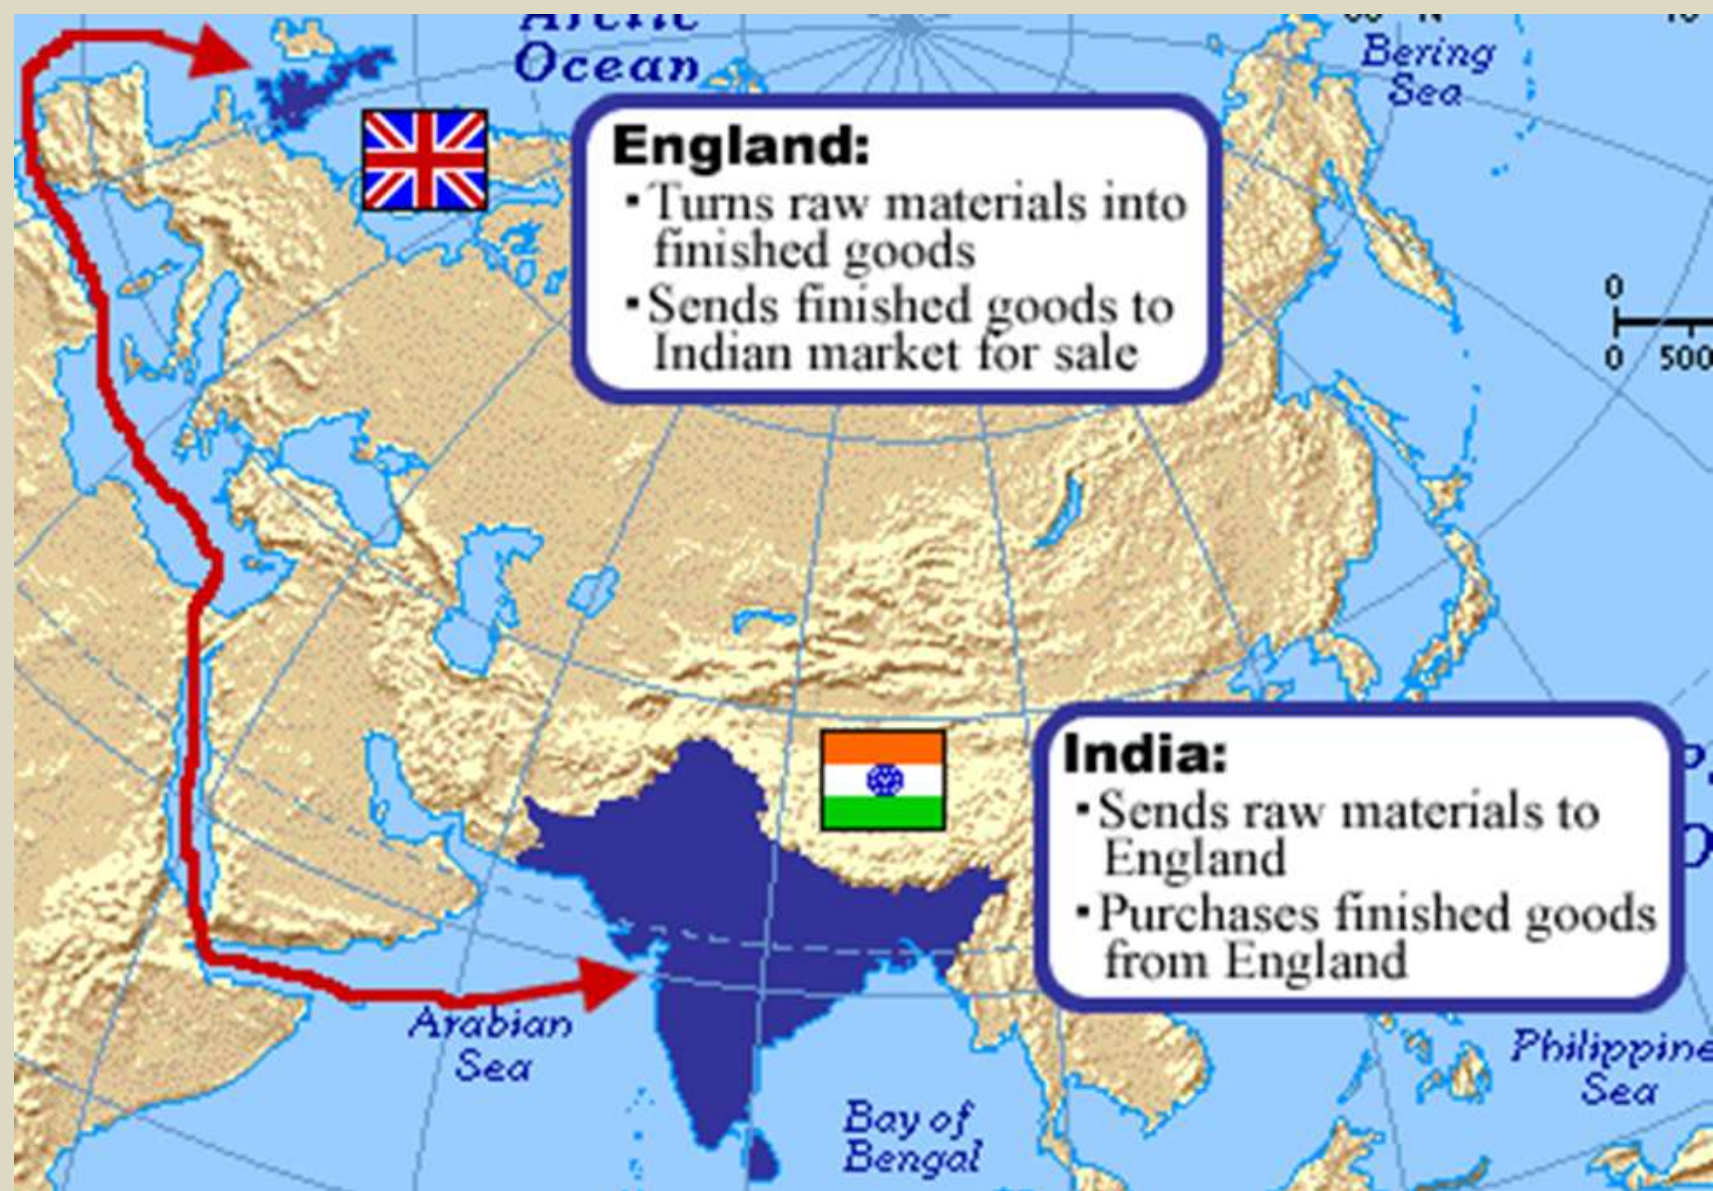 Arctic
Ocean
Bering
Sea
England:
▪Turns raw materials into
finished goods
▪Sends finished goods to
Indian market for sale
0
0 500
India:
▪Sends raw materials to
England
▪Purchases finished goods
from England
Arabian
Sea
Philippine
Sea
Bay of
Bengal